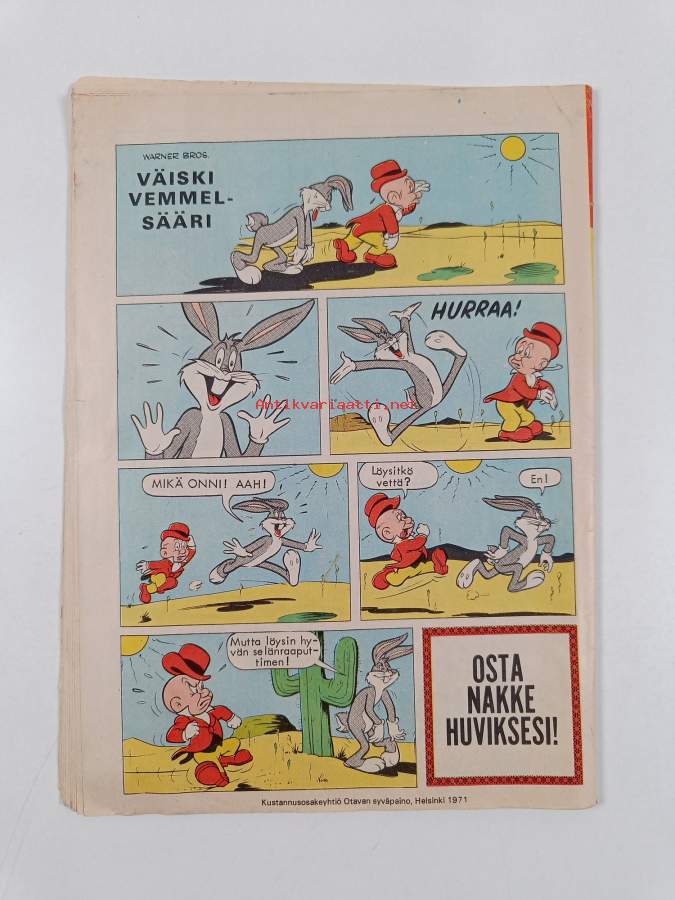 WARNER BROS.
VÄISKI
VEMMEL-
SÄÄRI
HURRAA!
Antikvariaatti.net
MIKÄ ONNI! AAH!
Löysitkö
vettä?
En!
Mutta löysin hy-
vän selänraaput-
timen!
OSTA
NAKKE
HUVIKSESI!
Kustannusosakeyhtiö Otavan syväpaino, Helsinki 1971